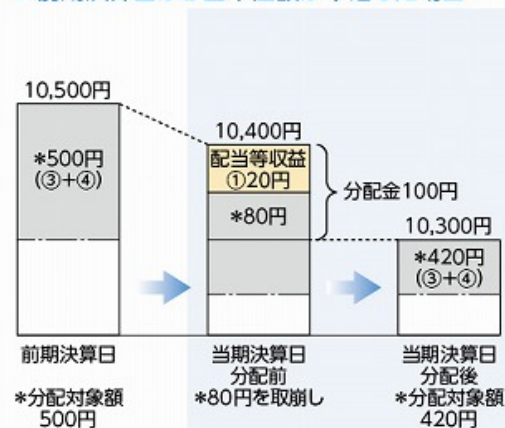 10,500円
*500円
(③+④)
10,400円
配当等収益
①20円
*80円
分配金100円
10,300円
*420円
(③+④)
前期決算日
*分配対象額
500円
当期決算日
分配前
*80円を取崩し
当期決算日
分配後
*分配対象額
420円